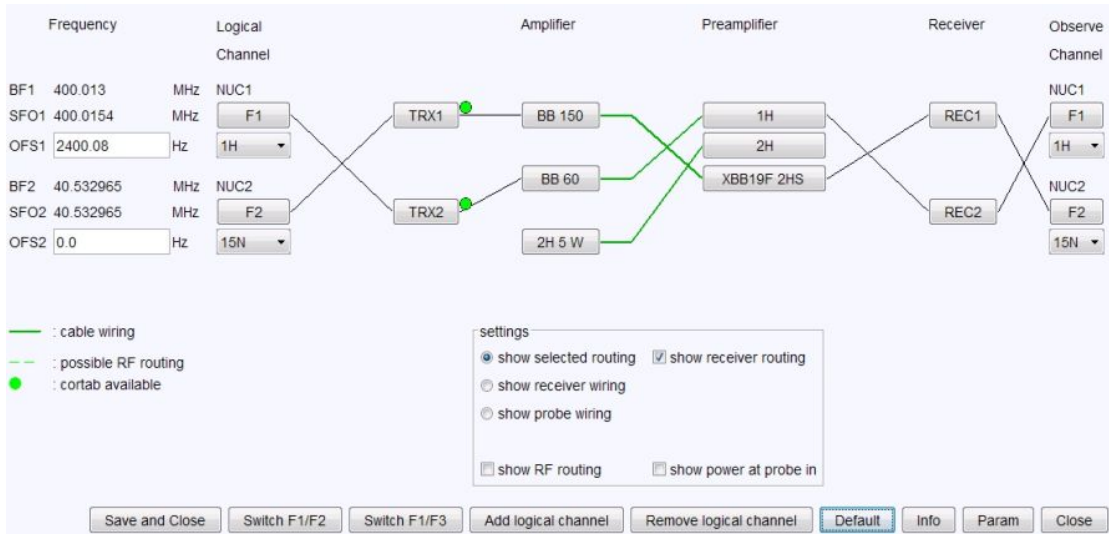 Frequency Logical Channel Amplifier Preamplifier Receiver Observe Channel
BF1 400.013 MHz NUC1 NUC1
SFO1 400.0154 MHz F1 TRX1 BB 150 1H REC1 F1
OFS1 2400.08 Hz 1H 2H 1H
BF2 40.532965 MHz NUC2 BB 60 XBB19F 2HS NUC2
SFO2 40.532965 MHz F2 TRX2 REC2 F2
OFS2 0.0 Hz 15N 2H 5 W 15N
: cable wiring
: possible RF routing
: cortab available
settings
show selected routing show receiver routing
show receiver wiring
show probe wiring
show RF routing show power at probe in
Save and Close Switch F1/F2 Switch F1/F3 Add logical channel Remove logical channel Default Info Param Close